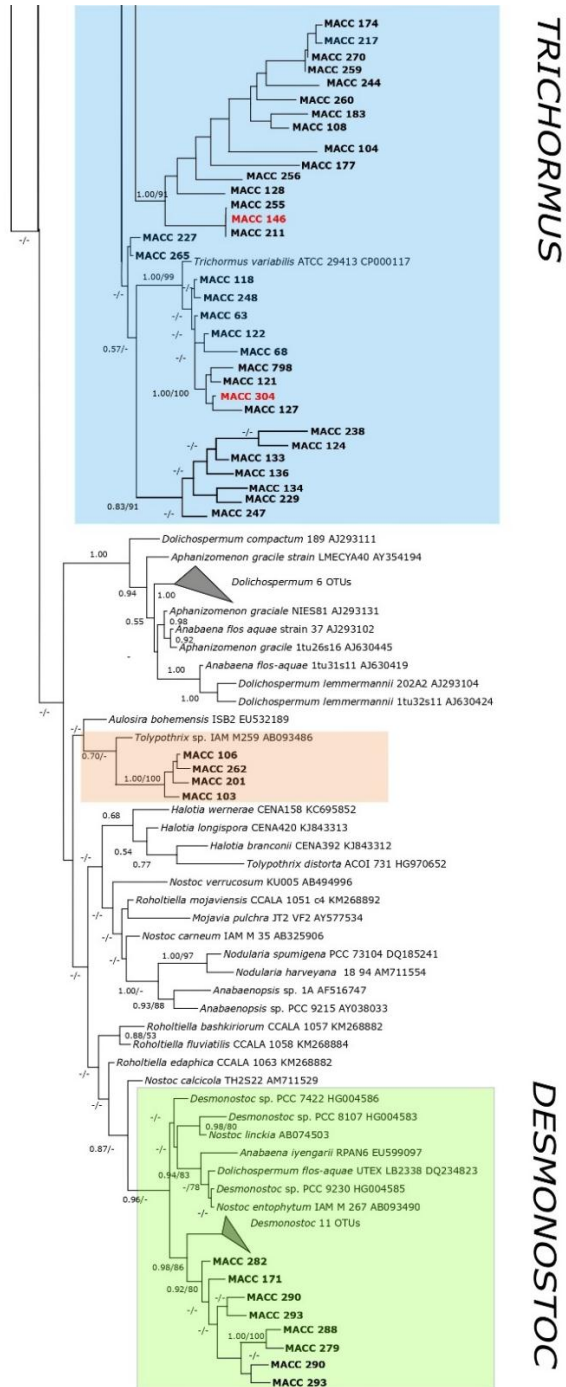 MACC 174
MACC 217
MACC 270
MACC 259
MACC 244
MACC 260
MACC 183
MACC 108
MACC 104
MACC 177
MACC 256
MACC 128
1.00/91
MACC 255
MACC 146
MACC 211
TRICHORMUS
-/-
MACC 227
MACC 265
Trichormus variabilis ATCC 29413 CP000117
1.00/99
-/-
MACC 118
-/-
MACC 248
MACC 63
-/-
-/-
MACC 122
0.57/-
-/-
MACC 68
MACC 798
1.00/100
MACC 121
MACC 304
MACC 127
-/-
MACC 238
MACC 124
-/-
MACC 133
MACC 136
MACC 134
MACC 229
0.83/91
-/-
MACC 247
Dolichospermum compactum 189 AJ293111
1.00
Aphanizomenon gracile strain LMECYA40 AY354194
0.94
1.00
Dolichospermum 6 OTUs
0.55
Aphanizomenon graciale NIES81 AJ293131
0.98
Anabaena flos aquae strain 37 AJ293102
0.92
Aphanizomenon gracile 1tu26s16 AJ630445
-
Anabaena flos-aquae 1tu31s11 AJ630419
1.00
Dolichospermum lemmermannii 202A2 AJ293104
1.00
Dolichospermum lemmermannii 1tu32s11 AJ630424
-/-
Aulosira bohemensis ISB2 EU532189
-/-
Tolypothrix sp. IAM M259 AB093486
0.70/-
MACC 106
MACC 262
1.00/100
MACC 201
MACC 103
Halotia wernerae CENA158 KC695852
0.68
Halotia longispora CENA420 KJ843313
-/-
0.54
Halotia branconii CENA392 KJ843312
0.77
Tolypothrix distorta ACOI 731 HG970652
Nostoc verrucosum KU005 AB494996
-/-
Roholtiella mojaviensis CCALA 1051 c4 KM268892
-/-
Mojavia pulchra JT2 VF2 AY577534
-/-
Nostoc carneum IAM M 35 AB325906
-/-
1.00/97
Nodularia spumigena PCC 73104 DQ185241
-/-
Nodularia harveyana 18 94 AM711554
1.00/-
Anabaenopsis sp. 1A AF516747
0.93/88
Anabaenopsis sp. PCC 9215 AY038033
-/-
Roholtiella bashkiriorum CCALA 1057 KM268882
0.88/53
Roholtiella fluviatilis CCALA 1058 KM268884
-/-
Roholtiella edaphica CCALA 1063 KM268882
Nostoc calcicola TH2S22 AM711529
0.87/-
Desmonostoc sp. PCC 7422 HG004586
-/-
Desmonostoc sp. PCC 8107 HG004583
0.98/80
-/-
Nostoc linckia AB074503
Anabaena iyengarii RPAN6 EU599097
0.94/83
Dolichospermum flos-aquae UTEX LB2338 DQ234823
0.96/-
-/78
Desmonostoc sp. PCC 9230 HG004585
-/-
Nostoc entophytum IAM M 267 AB093490
Desmonostoc 11 OTUs
0.98/86
MACC 282
0.92/80
MACC 171
-/-
-/-
MACC 290
MACC 293
-/-
1.00/100
MACC 288
MACC 279
-/-
MACC 290
-/-
MACC 293
DESMONOSTOC